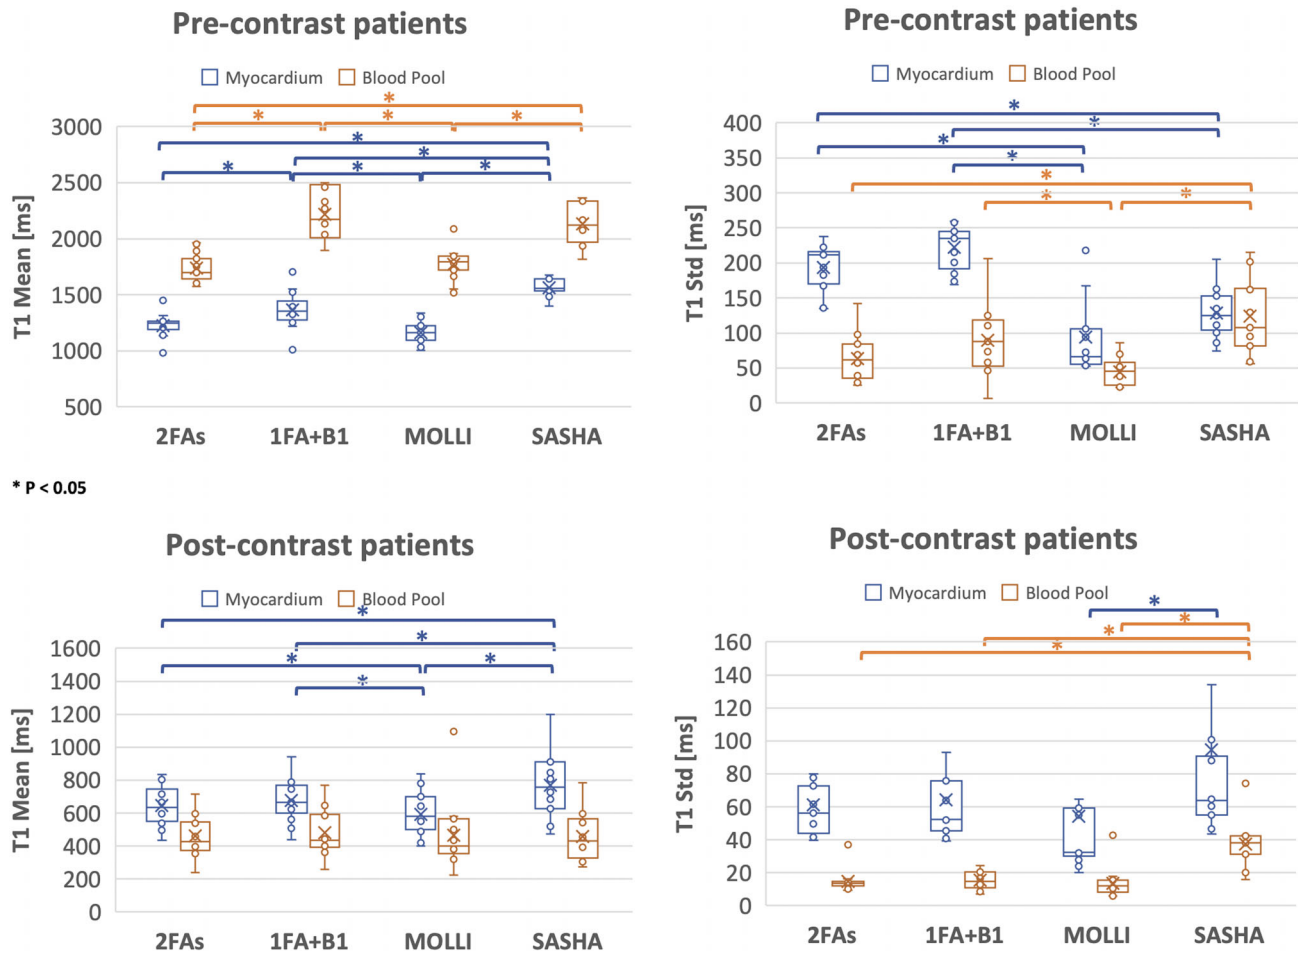 Pre-contrast patients
Myocardium Blood Pool
* * * *
* * * * *
3000
2500
2000
1500
1000
500
T1 Mean [ms]
2FAs 1FA+B1 MOLLI SASHA
Pre-contrast patients
Myocardium Blood Pool
* * * *
* * *
400
350
300
250
200
150
100
50
0
T1 Std [ms]
2FAs 1FA+B1 MOLLI SASHA
* P < 0.05
Post-contrast patients
Myocardium Blood Pool
* * * * *
1600
1400
1200
1000
800
600
400
200
0
T1 Mean [ms]
2FAs 1FA+B1 MOLLI SASHA
Post-contrast patients
Myocardium Blood Pool
* * * *
160
140
120
100
80
60
40
20
0
T1 Std [ms]
2FAs 1FA+B1 MOLLI SASHA